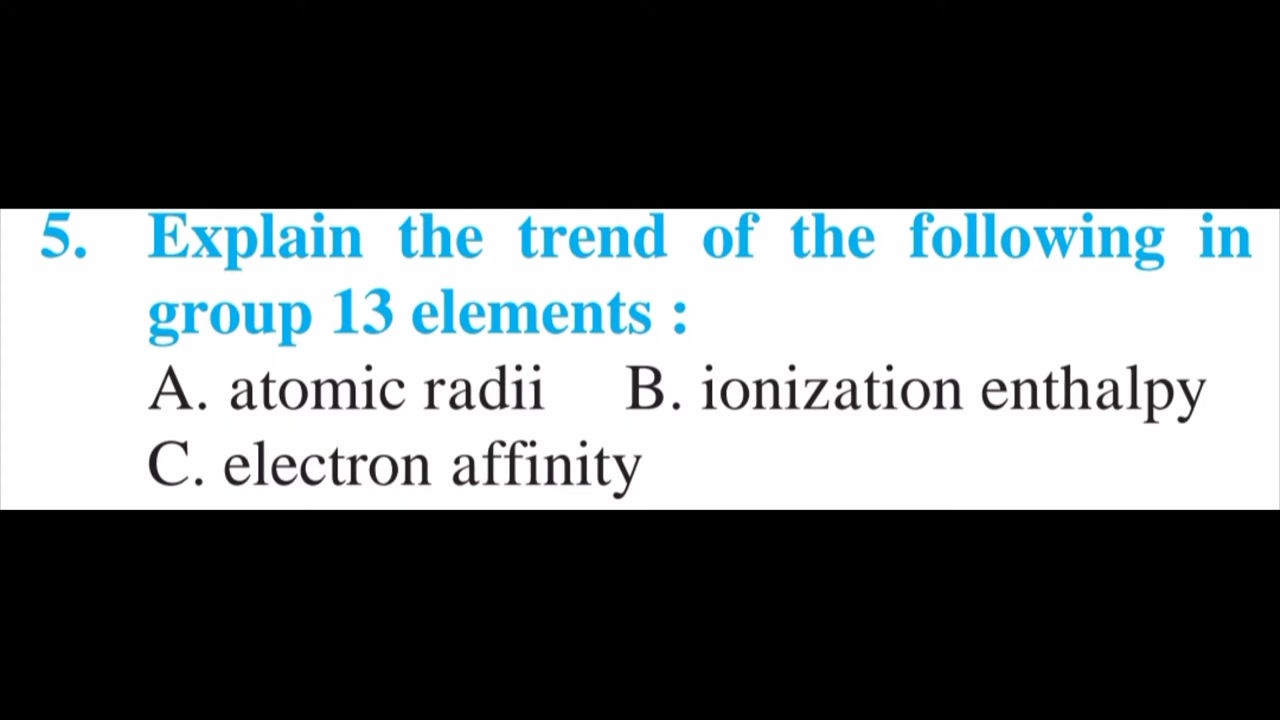 5. Explain the trend of the following in
group 13 elements :
A. atomic radii B. ionization enthalpy
C. electron affinity